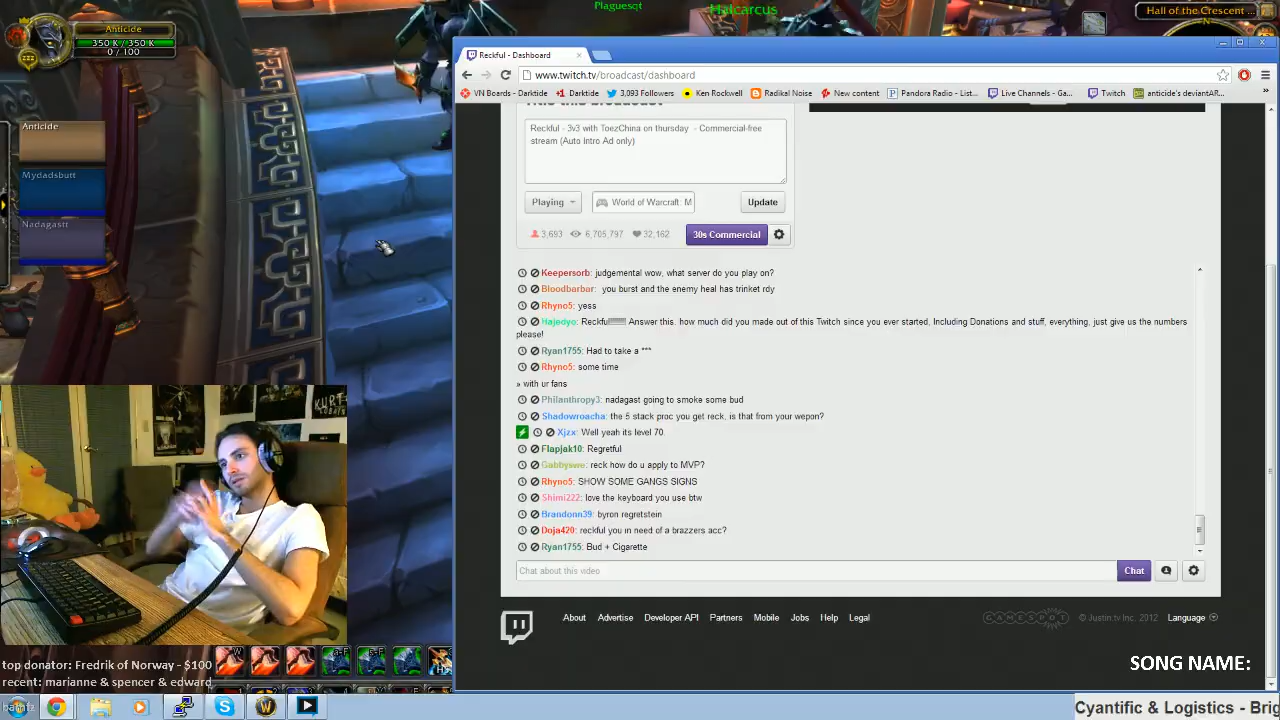 Anticide
350 K / 350 K
0 / 100
Plaguesqt
Halcarcus
Hall of the Crescent ...
Anticide
Mydadsbutt
Nadagastt
Reckful - Dashboard
www.twitch.tv/broadcast/dashboard
VN Boards - Darktide
Darktide
3,093 Followers
Ken Rockwell
Radikal Noise
New content
Pandora Radio - List...
Live Channels - Ga...
Twitch
anticide's deviantAR...
Title this broadcast
Reckful - 3v3 with ToezChina on thursday - Commercial-free
stream (Auto Intro Ad only)
Playing
World of Warcraft: M
Update
3,693 6,705,797 32,162
30s Commercial
Keepersorb: judgemental wow, what server do you play on?
Bloodbarbar: you burst and the enemy heal has trinket rdy
Rhyno5: yess
Hajedyo: Reckful!!!!!!!!! Answer this. how much did you made out of this Twitch since you ever started, Including Donations and stuff, everything, just give us the numbers
please!
Ryan1755: Had to take a ***
Rhyno5: some time
» with ur fans
Philanthropy3: nadagast going to smoke some bud
Shadowroacha: the 5 stack proc you get reck, is that from your wepon?
Xjzx: Well yeah its level 70.
Flapjak10: Regretful
Gabbyswe: reck how do u apply to MVP?
Rhyno5: SHOW SOME GANGS SIGNS
Shimi222: love the keyboard you use btw
Brandonn39: byron regretstein
Doja420: reckful you in need of a brazzers acc?
Ryan1755: Bud + Cigarette
Chat about this video
Chat
About Advertise Developer API Partners Mobile Jobs Help Legal
GAMESPOT
© Justin.tv Inc. 2012
Language
KURT
top donator: Fredrik of Norway - $100
recent: marianne & spencer & edward
SONG NAME:
Cyantific & Logistics - Brig